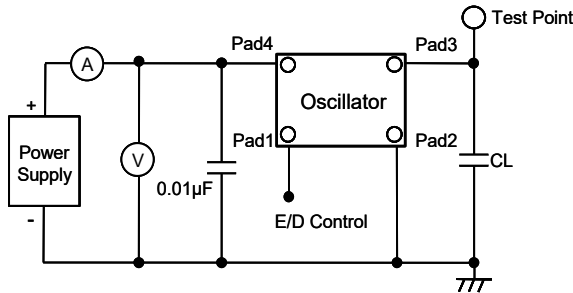 Test Point
Pad4
Pad3
A
Oscillator
+
Pad1
Pad2
Power
Supply
V
CL
0.01µF
-
E/D Control